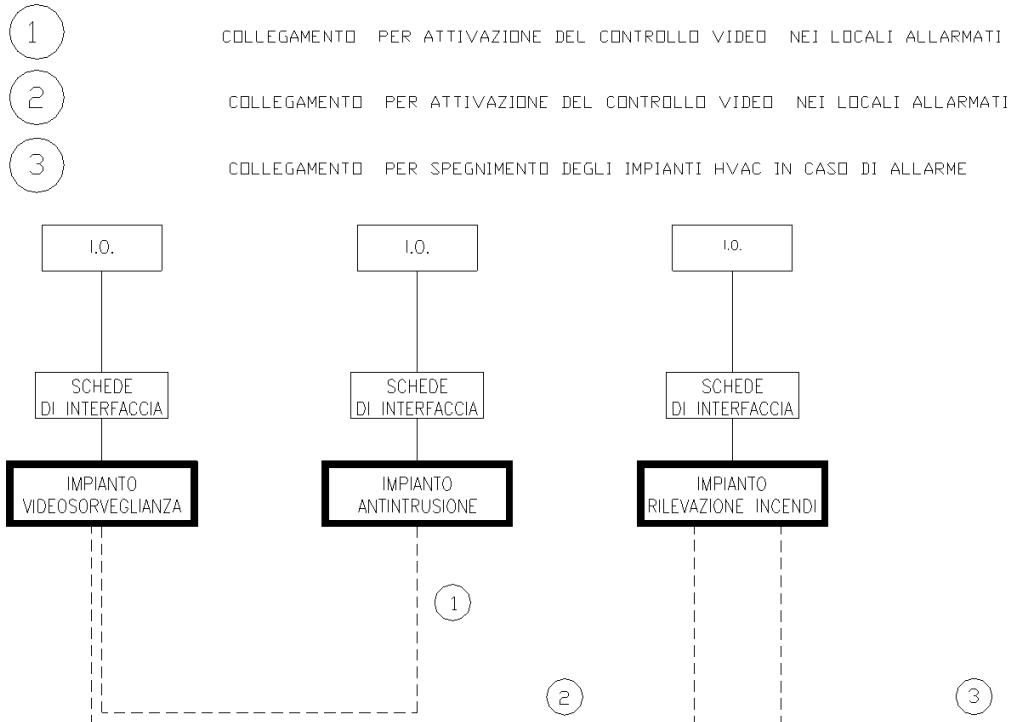 1 COLLEGAMENTO PER ATTIVAZIONE DEL CONTROLLO VIDEO NEI LOCALI ALLARMATI
2 COLLEGAMENTO PER ATTIVAZIONE DEL CONTROLLO VIDEO NEI LOCALI ALLARMATI
3 COLLEGAMENTO PER SPEGNIMENTO DEGLI IMPIANTI HVAC IN CASO DI ALLARME
I.O.
I.O.
I.O.
SCHEDE
DI INTERFACCIA
SCHEDE
DI INTERFACCIA
SCHEDE
DI INTERFACCIA
IMPIANTO
VIDEOSORVEGLIANZA
IMPIANTO
ANTINTRUSIONE
IMPIANTO
RILEVAZIONE INCENDI
1
2
3